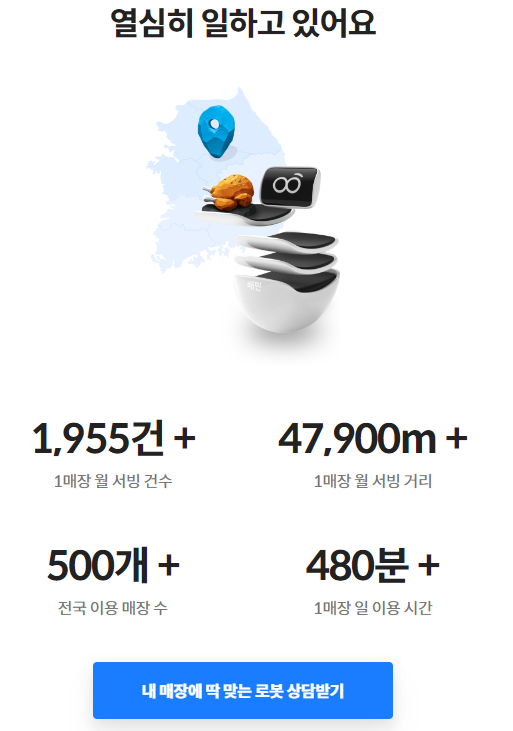 열심히 일하고 있어요
배민
1,955건 +
47,900m +
1매장 월 서빙 건수
1매장 월 서빙 거리
500개 +
480분 +
전국 이용 매장 수
1매장 일 이용 시간
내 매장에 딱 맞는 로봇 상담받기